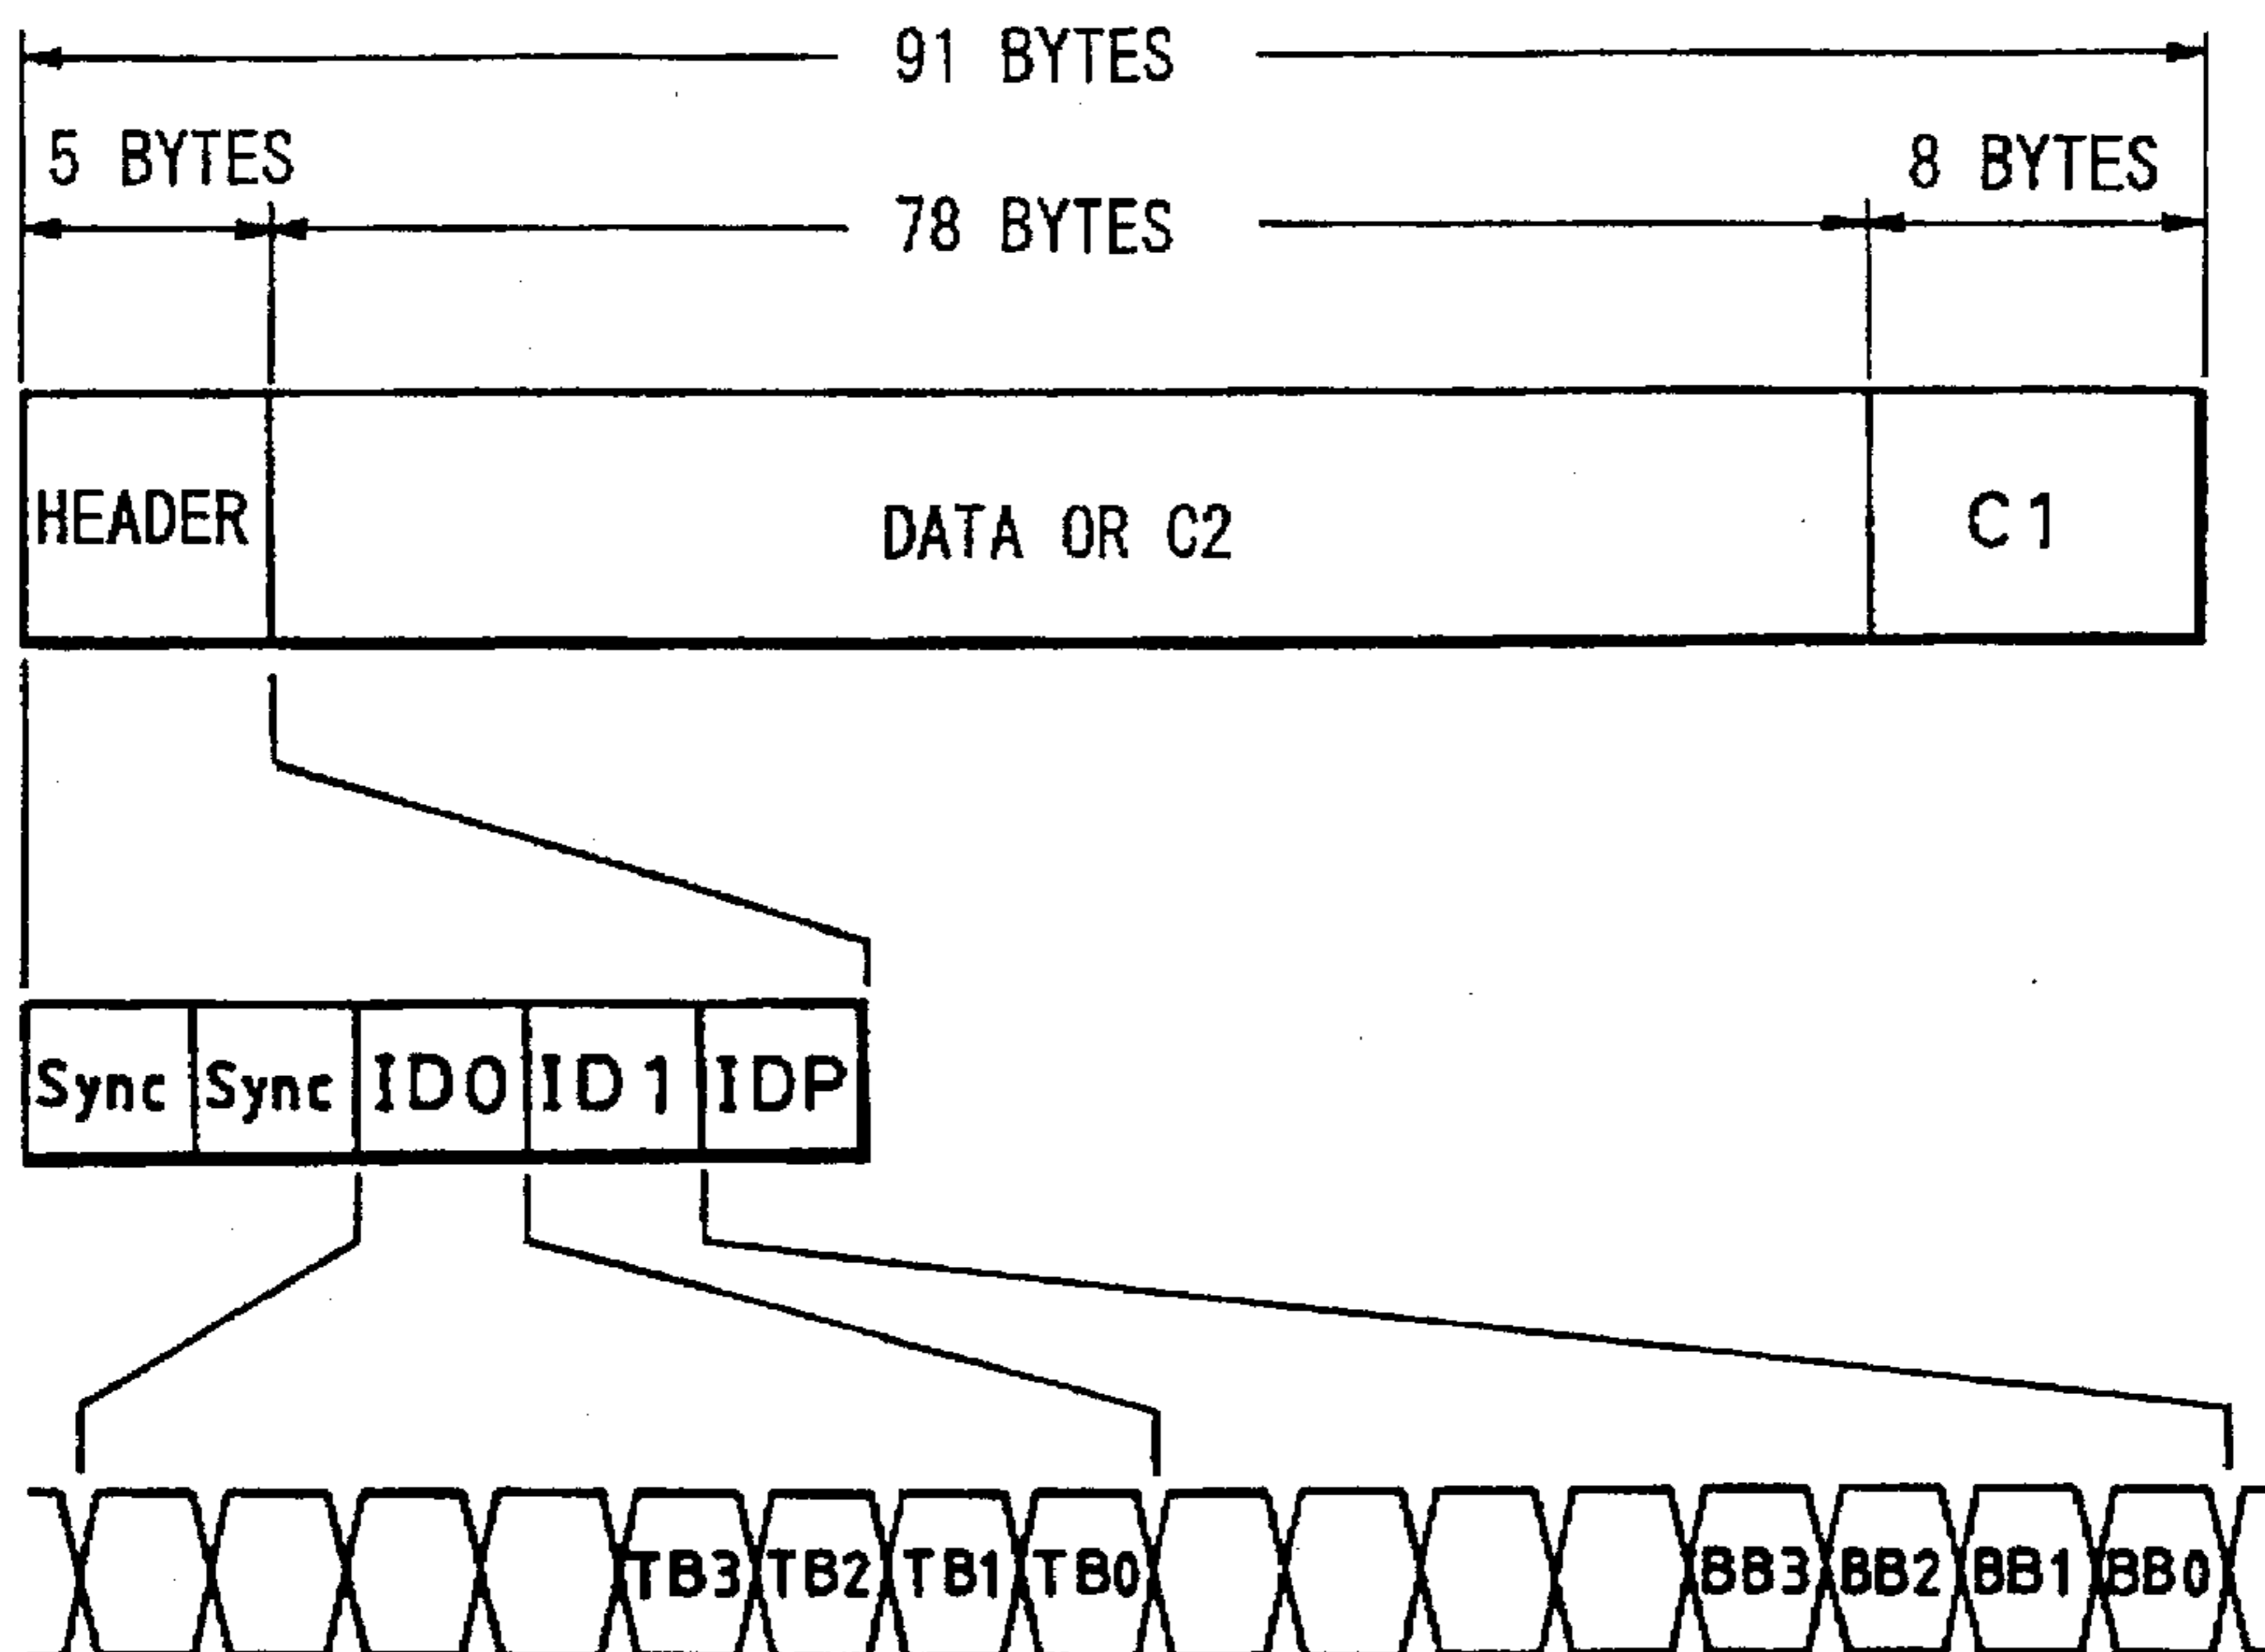 91 BYTES
5 BYTES
8 BYTES
78 BYTES
HEADER DATA OR C2 C1
Sync Sync ID0 ID1 IDP
TB3 TB2 TB1 TB0 BB3 BB2 BB1 BB0